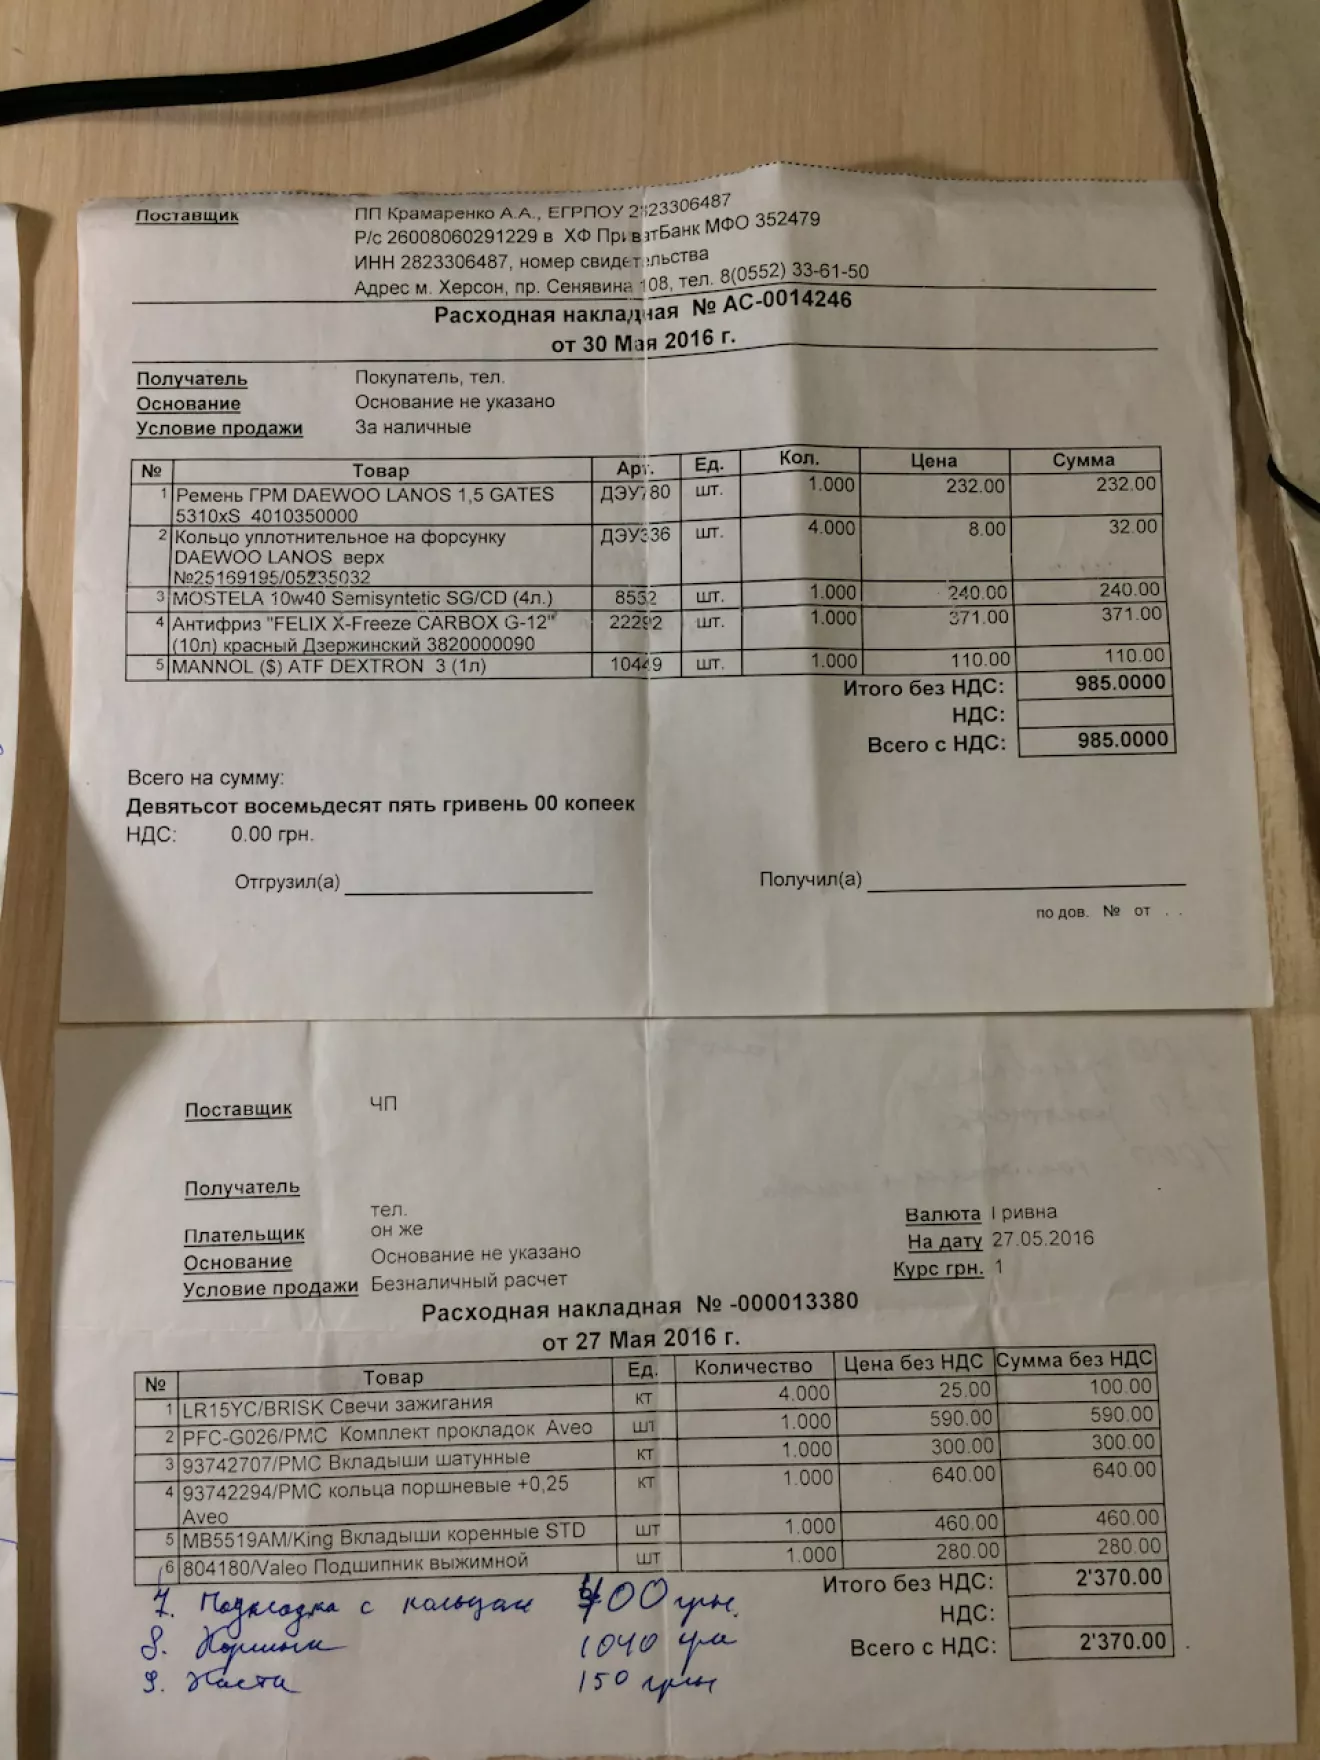 Поставщик ПП Крамаренко А.А., ЕГРПОУ 2823306487
Р/с 26008060291229 в ХФ ПриватБанк МФО 352479
ИНН 2823306487, номер свидетельства
Адрес м. Херсон, пр. Сенявина 108, тел. 8(0552) 33-61-50
Расходная накладная № АС-0014246
от 30 Мая 2016 г.
Получатель Покупатель, тел.
Основание Основание не указано
Условие продажи За наличные
№ Товар Арт. Ед. Кол. Цена Сумма
1 Ремень ГРМ DAEWOO LANOS 1,5 GATES ДЭУ780 шт. 1.000 232.00 232.00
5310xS 4010350000
2 Кольцо уплотнительное на форсунку ДЭУ336 шт. 4.000 8.00 32.00
DAEWOO LANOS верх
№25169195/05235032
3 MOSTELA 10w40 Semisyntetic SG/CD (4л.) 8552 шт. 1.000 240.00 240.00
4 Антифриз "FELIX X-Freeze CARBOX G-12" 22292 шт. 1.000 371.00 371.00
(10л) красный Дзержинский 3820000090
5 MANNOL ($) ATF DEXTRON 3 (1л) 10449 шт. 1.000 110.00 110.00
Итого без НДС: 985.0000
НДС:
Всего с НДС: 985.0000
Всего на сумму:
Девятьсот восемьдесят пять гривень 00 копеек
НДС: 0.00 грн.
Отгрузил(а) Получил(а)
по дов. № от . .
Поставщик ЧП
Получатель
тел.
Плательщик он же
Основание Основание не указано
Условие продажи Безналичный расчет
Валюта Гривна
На дату 27.05.2016
Курс грн. 1
Расходная накладная № -000013380
от 27 Мая 2016 г.
№ Товар Ед. Количество Цена без НДС Сумма без НДС
1 LR15YC/BRISK Свечи зажигания кт 4.000 25.00 100.00
2 PFC-G026/PMC Комплект прокладок Aveo шт 1.000 590.00 590.00
3 93742707/PMC Вкладыши шатунные кт 1.000 300.00 300.00
4 93742294/PMC кольца поршневые +0,25 кт 1.000 640.00 640.00
Aveo
5 MB5519AM/King Вкладыши коренные STD шт 1.000 460.00 460.00
6 804180/Valeo Подшипник выжимной шт 1.000 280.00 280.00
Итого без НДС: 2'370.00
НДС:
Всего с НДС: 2'370.00
7. с кольцам 400 грн.
8. Поршни 1040 грн
9. Паста 150 грн